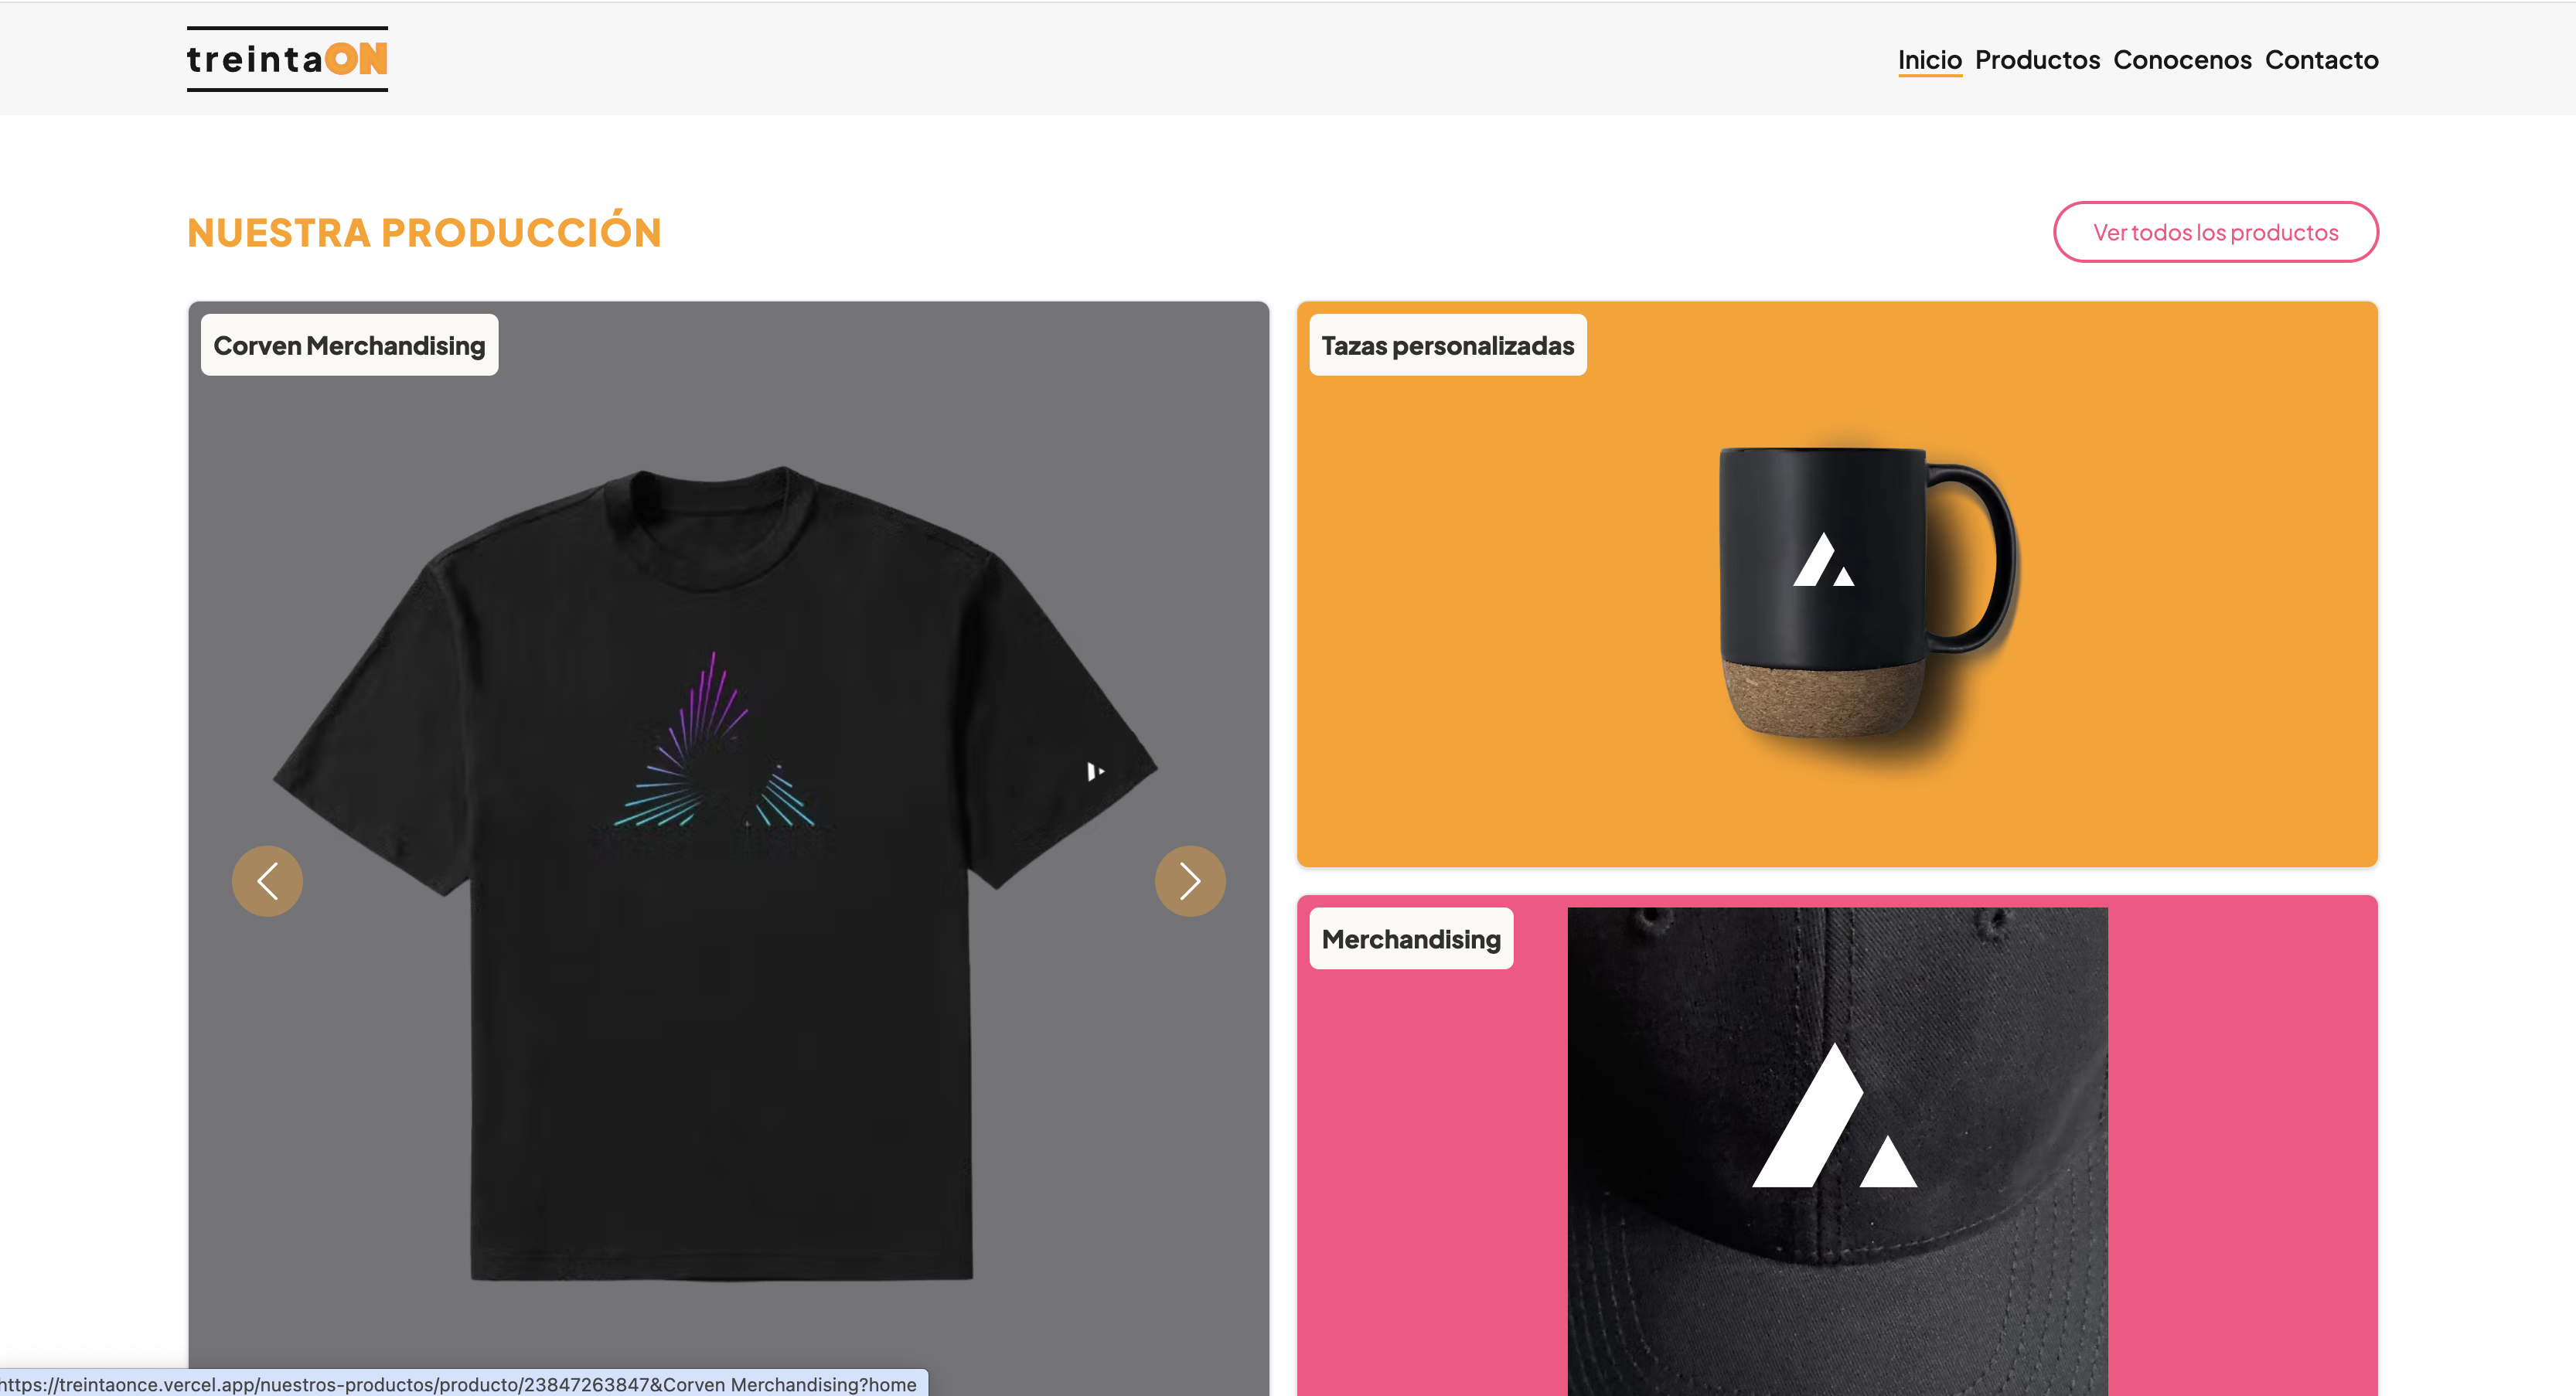 treintaON
Inicio Productos Conocenos Contacto
NUESTRA PRODUCCIÓN
Ver todos los productos
Corven Merchandising
Tazas personalizadas
Merchandising
https://treintaonce.vercel.app/nuestros-productos/producto/23847263847&Corven Merchandising?home